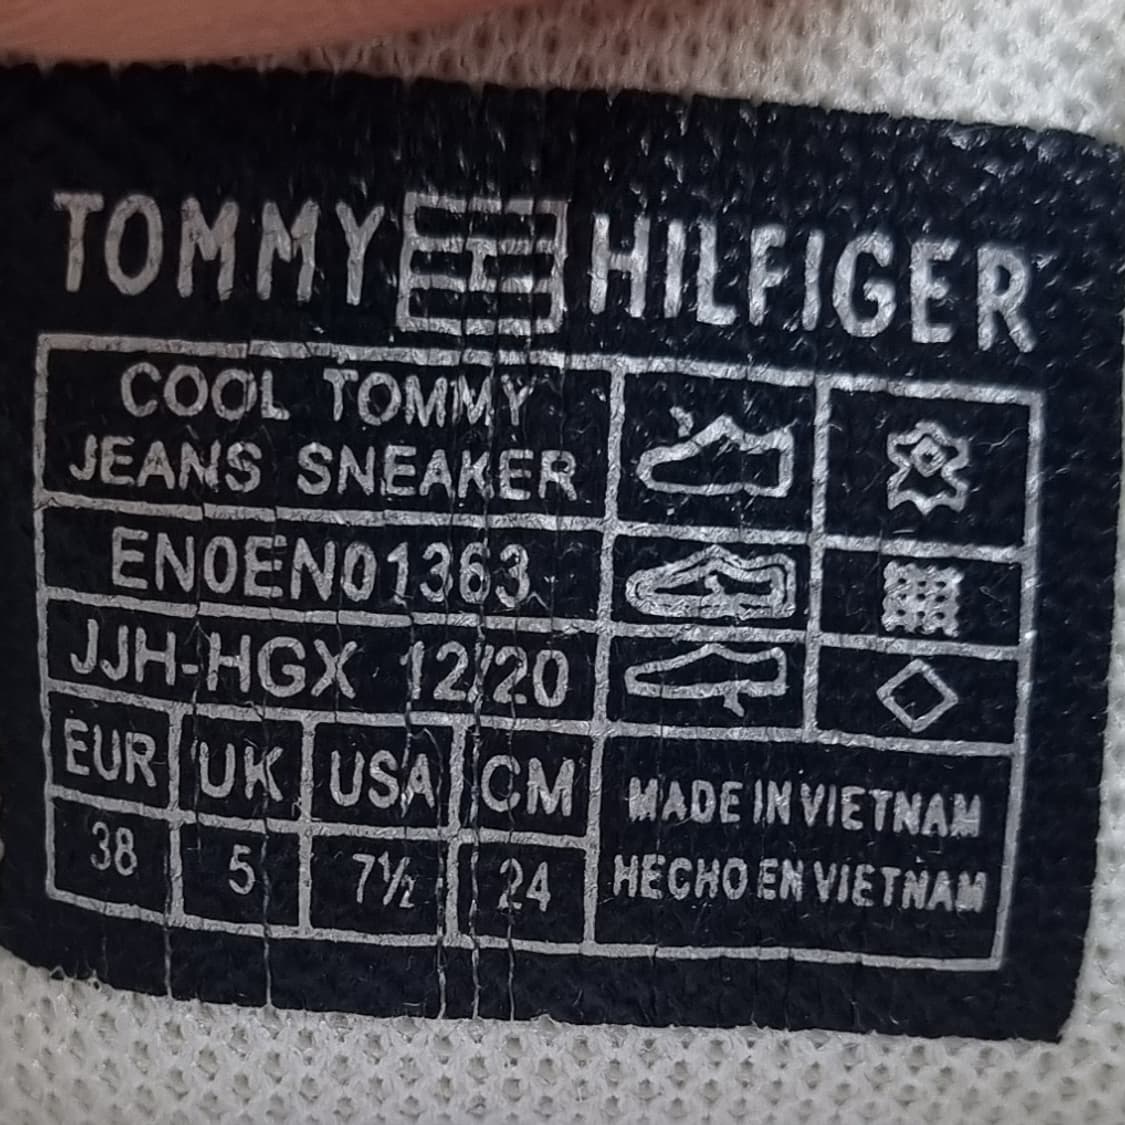 TOMMY HILFIGER
COOL TOMMY
JEANS SNEAKER
EN0EN01363
JJH-HGX 12/20
EUR UK USA CM
38 5 7½ 24
MADE IN VIETNAM
HECHO EN VIETNAM